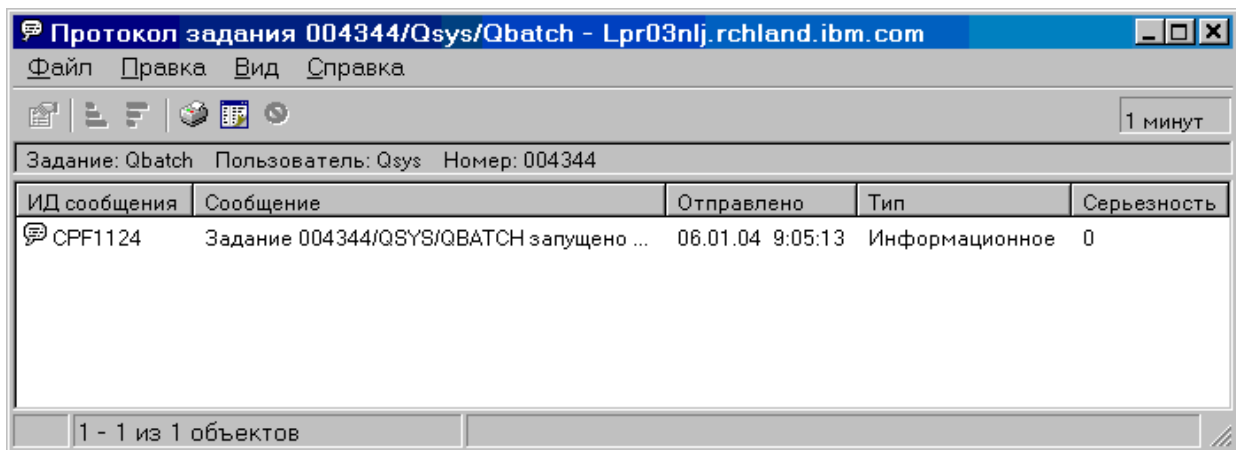 Протокол задания 004344/Qsys/Qbatch - Lpr03nlj.rchland.ibm.com
Файл Правка Вид Справка
1 минут
Задание: Qbatch Пользователь: Qsys Номер: 004344
ИД сообщения Сообщение Отправлено Тип Серьезность
CPF1124 Задание 004344/QSYS/QBATCH запущено ... 06.01.04 9:05:13 Информационное 0
1 - 1 из 1 объектов